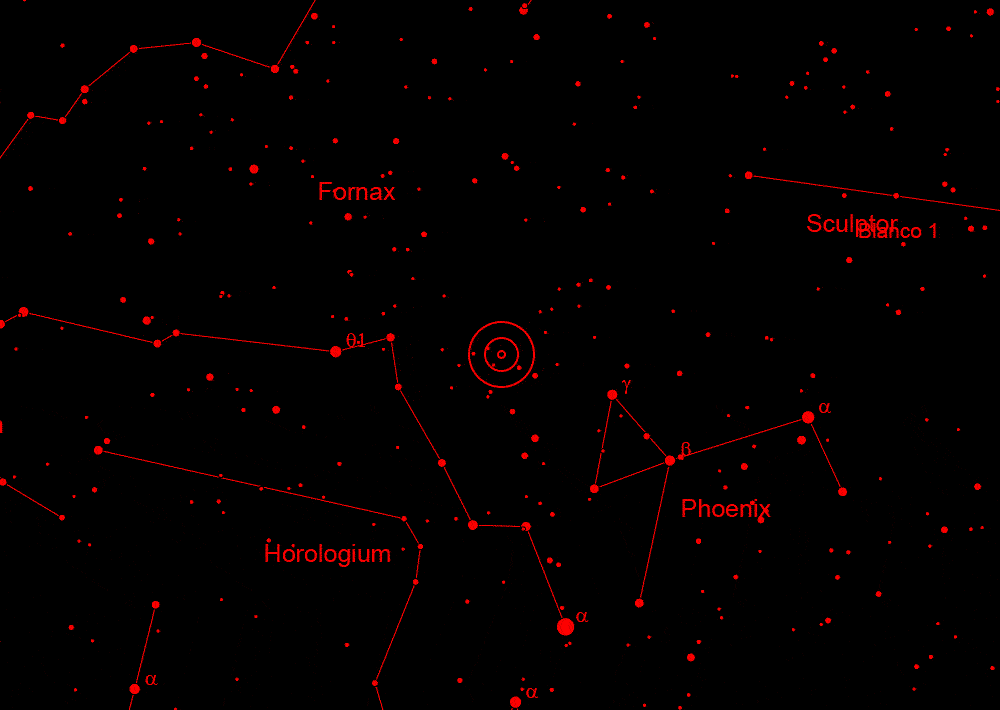 Fornax
Sculptor
Blanco 1
θ1
γ
α
β
Phoenix
Horologium
α
α
α